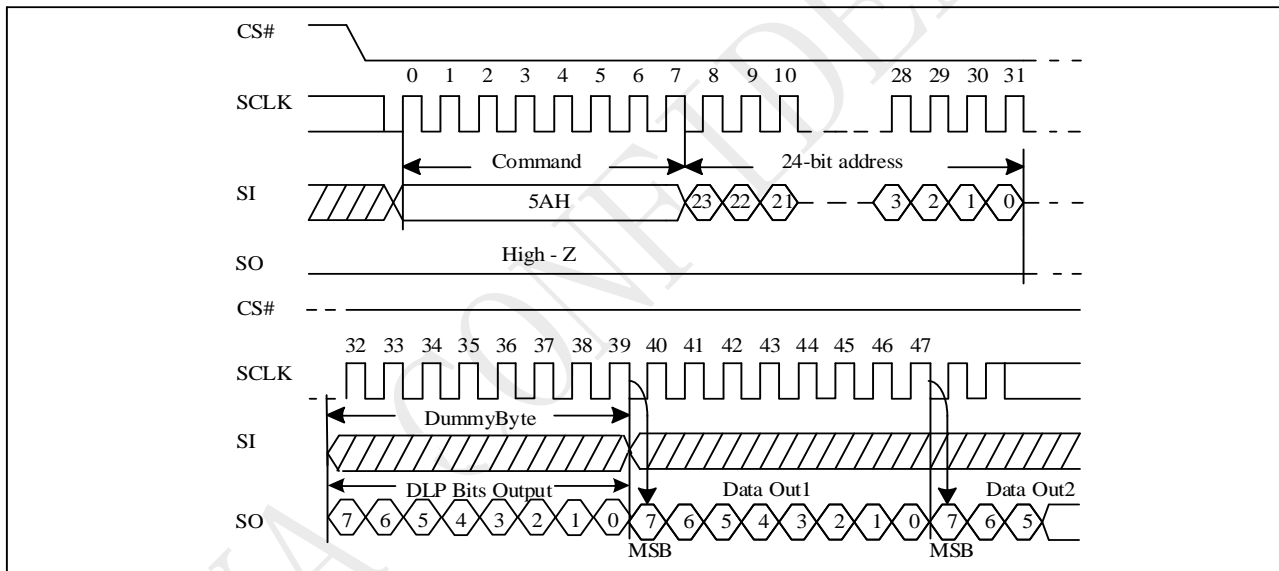 CS#
0 1 2 3 4 5 6 7 8 9 10 28 29 30 31
SCLK
Command 24-bit address
SI 5AH 23 22 21 3 2 1 0
High - Z
SO
CS#
32 33 34 35 36 37 38 39 40 41 42 43 44 45 46 47
SCLK
DummyByte
SI
DLP Bits Output Data Out1 Data Out2
SO 7 6 5 4 3 2 1 0 7 6 5 4 3 2 1 0 7 6 5
MSB MSB